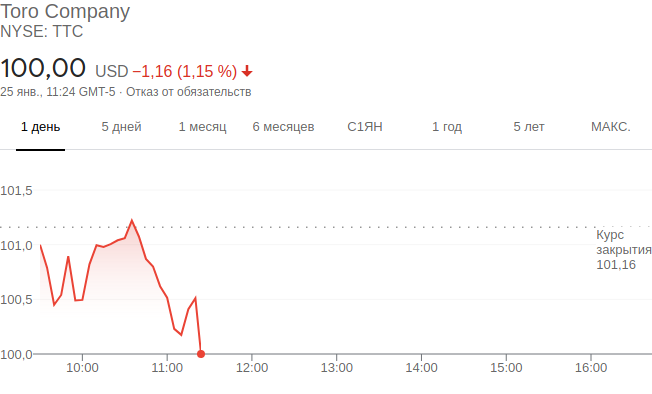 Toro Company
NYSE: TTC
100,00 USD −1,16 (1,15 %)
25 янв., 11:24 GMT-5 · Отказ от обязательств
1 день 5 дней 1 месяц 6 месяцев С1ЯН 1 год 5 лет МАКС.
101,5
101,0
100,5
100,0
Курс
закрытия
101,16
10:00 11:00 12:00 13:00 14:00 15:00 16:00